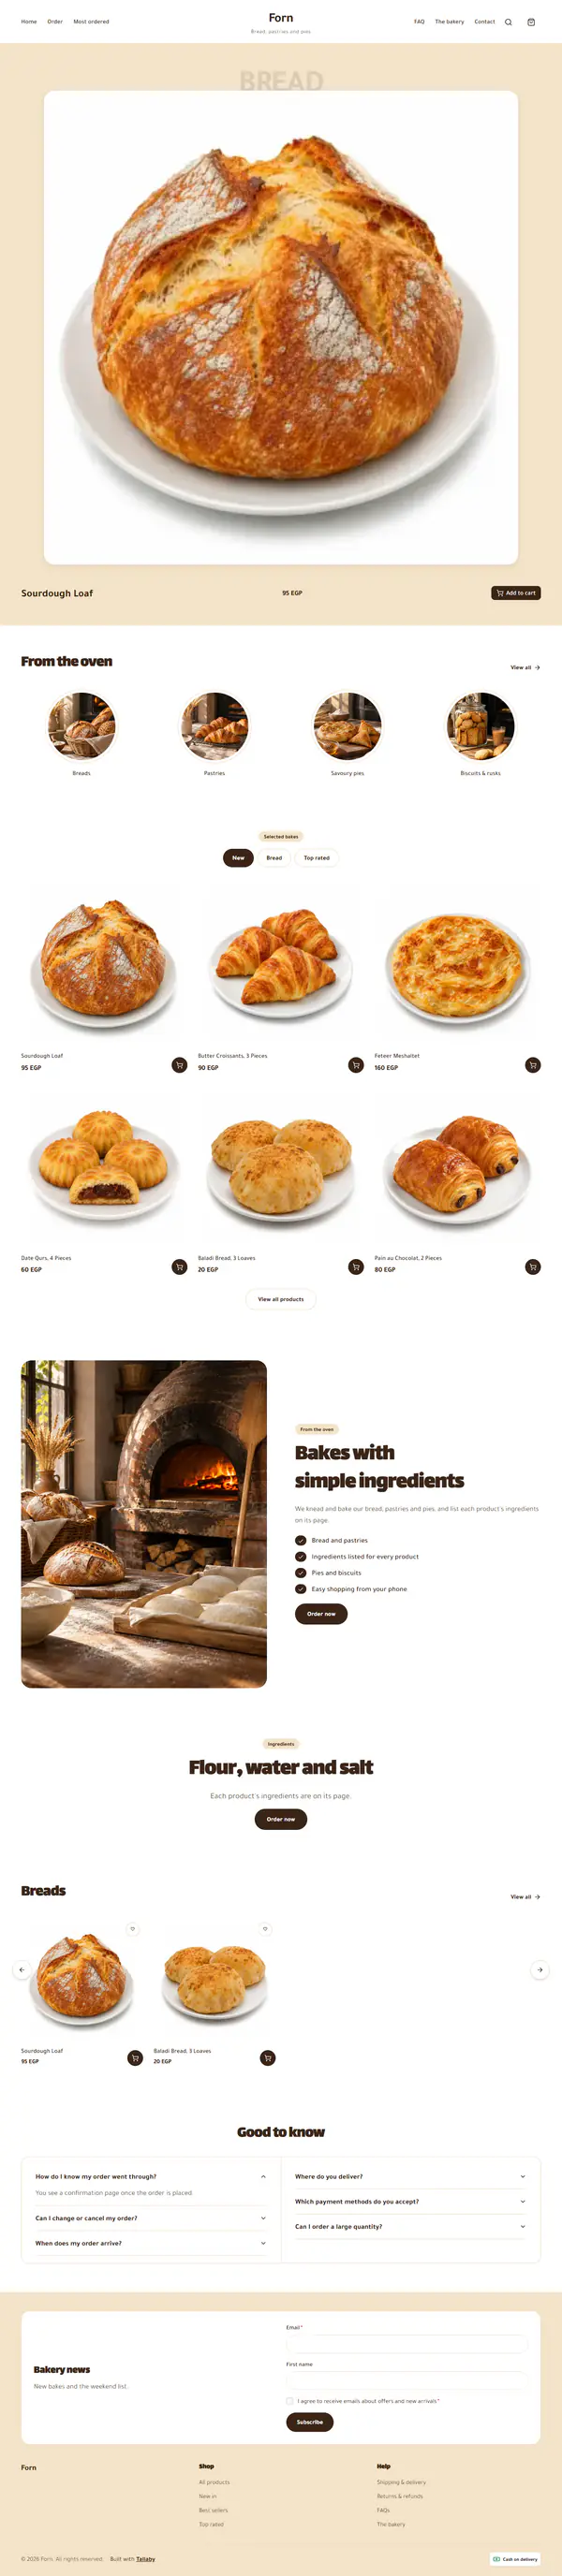 Home
Order
Most ordered
Forn
Bread, pastries and pies
FAQ
The bakery
Contact
BREAD
Sourdough Loaf
95 EGP
Add to cart
From the oven
View all
Breads
Pastries
Savoury pies
Biscuits & rusks
Selected bakes
New
Bread
Top rated
Sourdough Loaf
95 EGP
Butter Croissants, 3 Pieces
90 EGP
Feteer Meshaltet
160 EGP
Date Qurs, 4 Pieces
60 EGP
Baladi Bread, 3 Loaves
20 EGP
Pain au Chocolat, 2 Pieces
80 EGP
View all products
From the oven
Bakes with
simple ingredients
We knead and bake our bread, pastries and pies, and list each product's ingredients
on its page.
Bread and pastries
Ingredients listed for every product
Pies and biscuits
Easy shopping from your phone
Order now
Ingredients
Flour, water and salt
Each product's ingredients are on its page.
Order now
Breads
View all
Sourdough Loaf
95 EGP
Baladi Bread, 3 Loaves
20 EGP
Good to know
How do I know my order went through?
You see a confirmation page once the order is placed.
Can I change or cancel my order?
When does my order arrive?
Where do you deliver?
Which payment methods do you accept?
Can I order a large quantity?
Bakery news
New bakes and the weekend list.
Email*
First name
I agree to receive emails about offers and new arrivals*
Subscribe
Forn
Shop
All products
New in
Best sellers
Top rated
Help
Shipping & delivery
Returns & refunds
FAQs
The bakery
© 2026 Forn. All rights reserved. Built with Tallaby
Cash on delivery